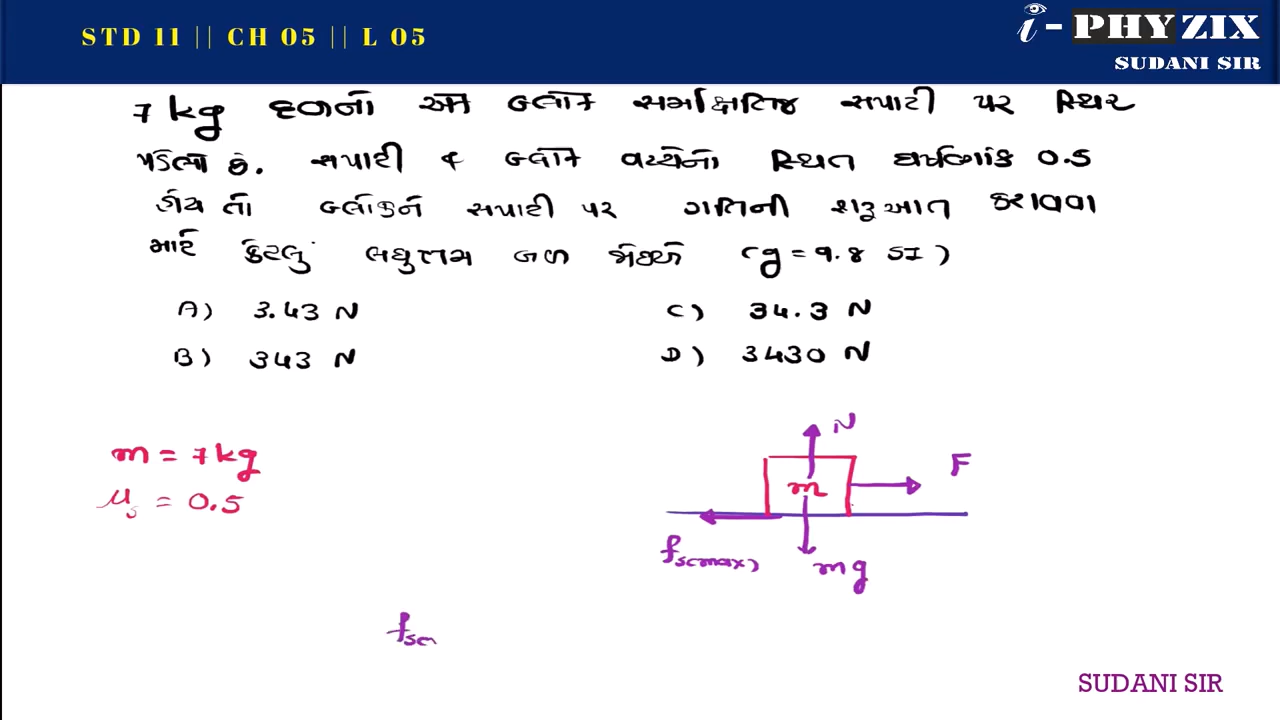 STD 11 || CH 05 || L 05
i - PHYZIX
SUDANI SIR
7 kg દળનો એક બ્લોક સમક્ષિતિજ સપાટી પર સ્થિર
પડેલો છે. સપાટી & બ્લોક વચ્ચેનો સ્થિત ઘર્ષણાંક 0.5
હોય તો બ્લોકને સપાટી પર ગતિની શરૂઆત કરાવવા
માટે કેટલું લઘુત્તમ બળ જોઇએ (g = 9.8 SI)
A) 3.43 N
C) 34.3 N
B) 343 N
D) 3430 N
m = 7 kg
μs = 0.5
N
F
m
fs(max)
mg
fs(
SUDANI SIR